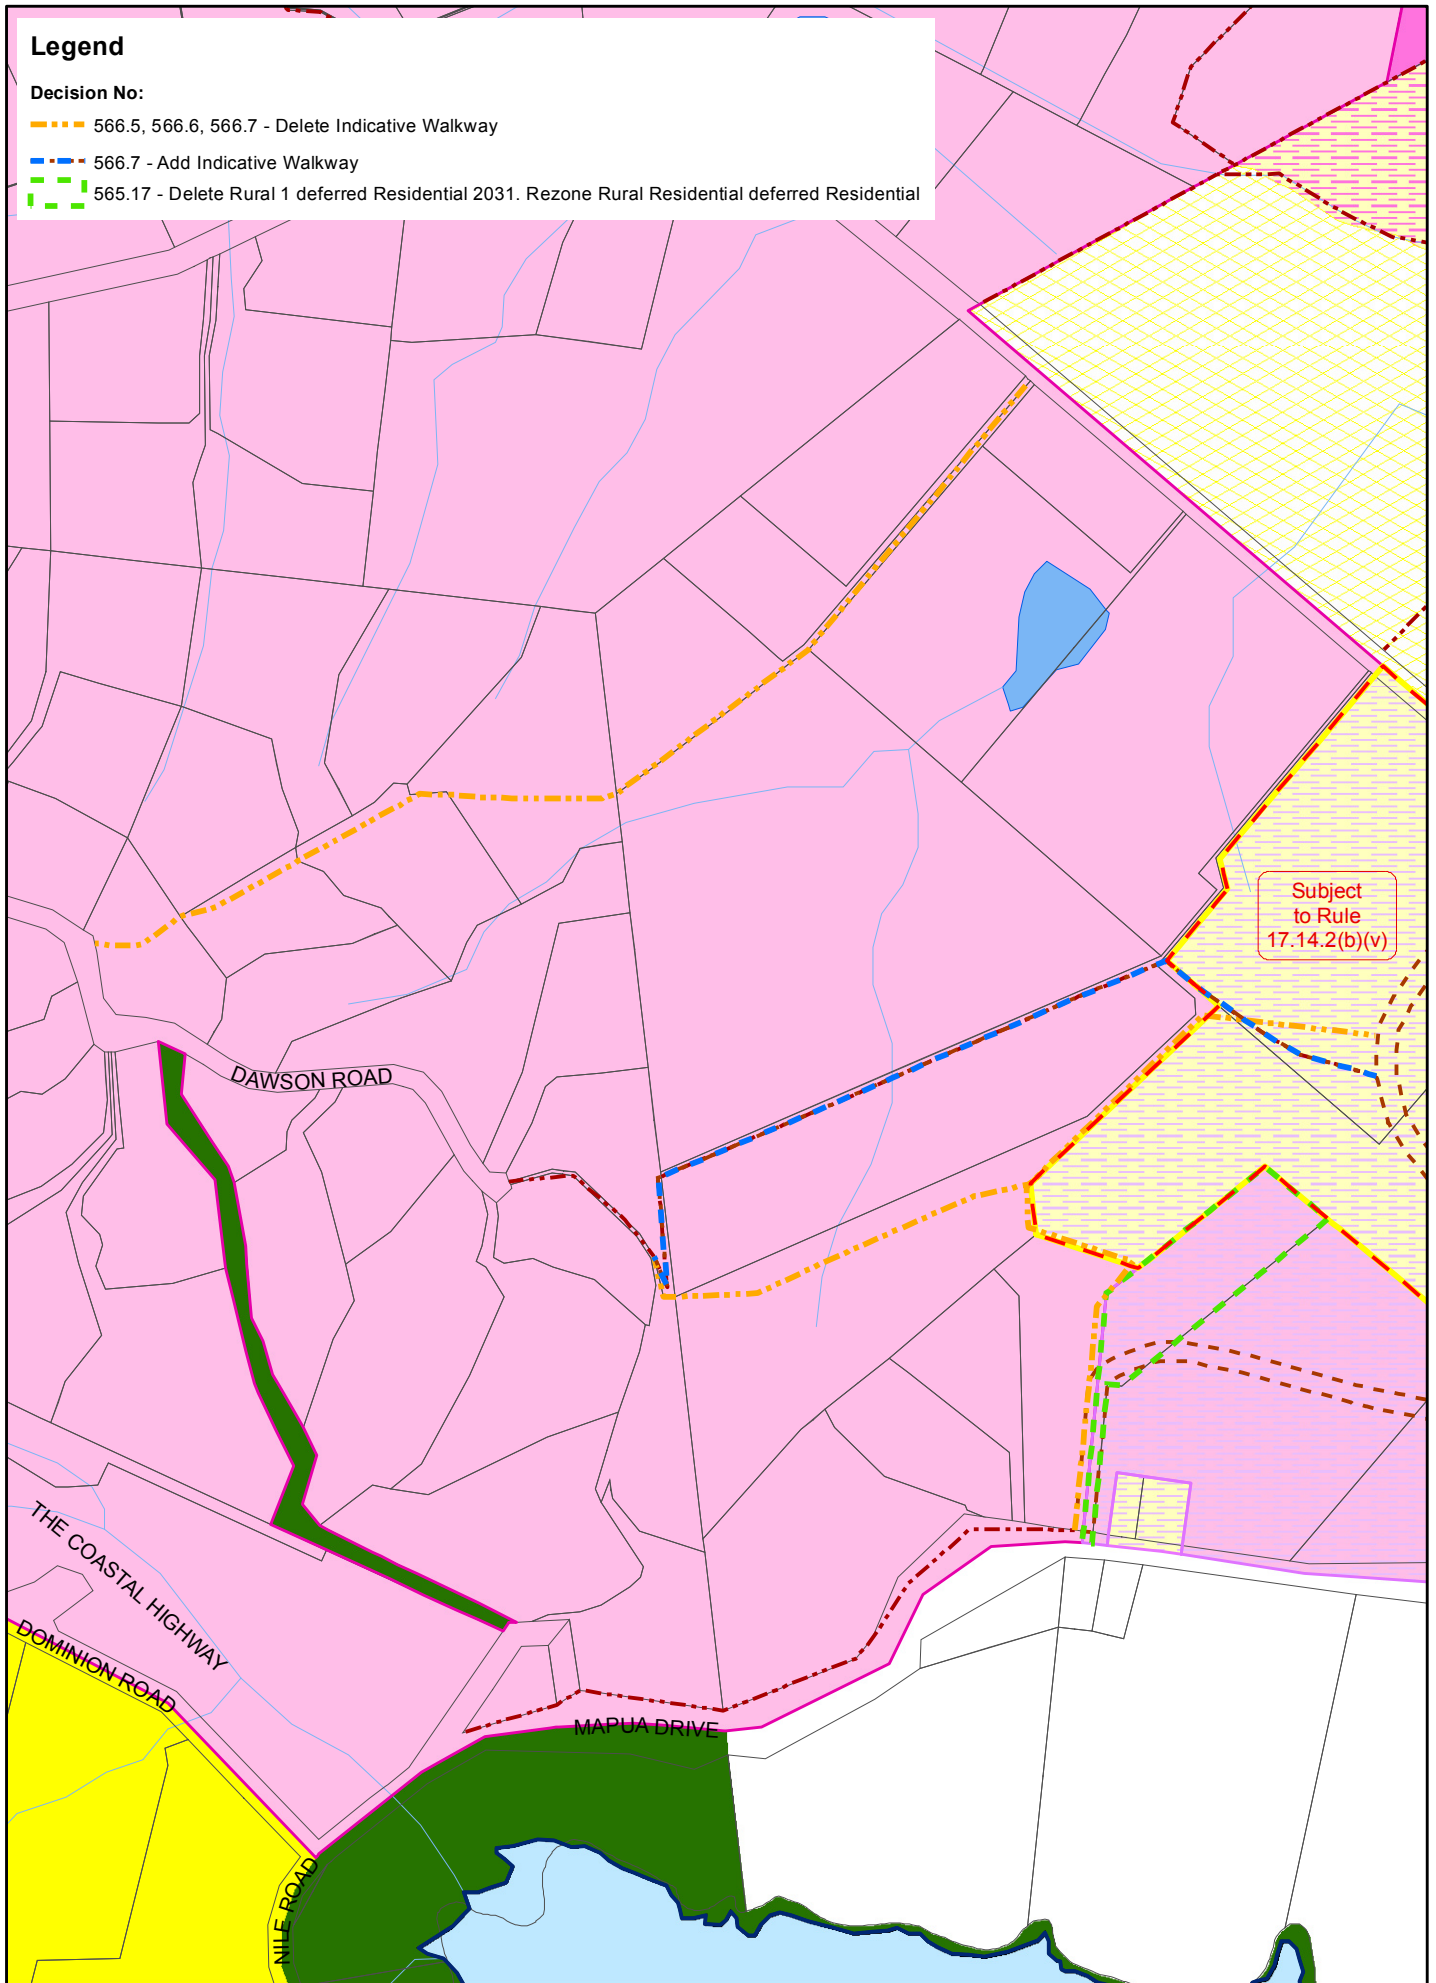 Legend
Decision No:
566.5, 566.6, 566.7 - Delete Indicative Walkway
566.7 - Add Indicative Walkway
565.17 - Delete Rural 1 deferred Residential 2031. Rezone Rural Residential deferred Residential
Subject
to Rule
17.14.2(b)(v)
DAWSON ROAD
THE COASTAL HIGHWAY
DOMINION ROAD
MAPUA DRIVE
NILE ROAD